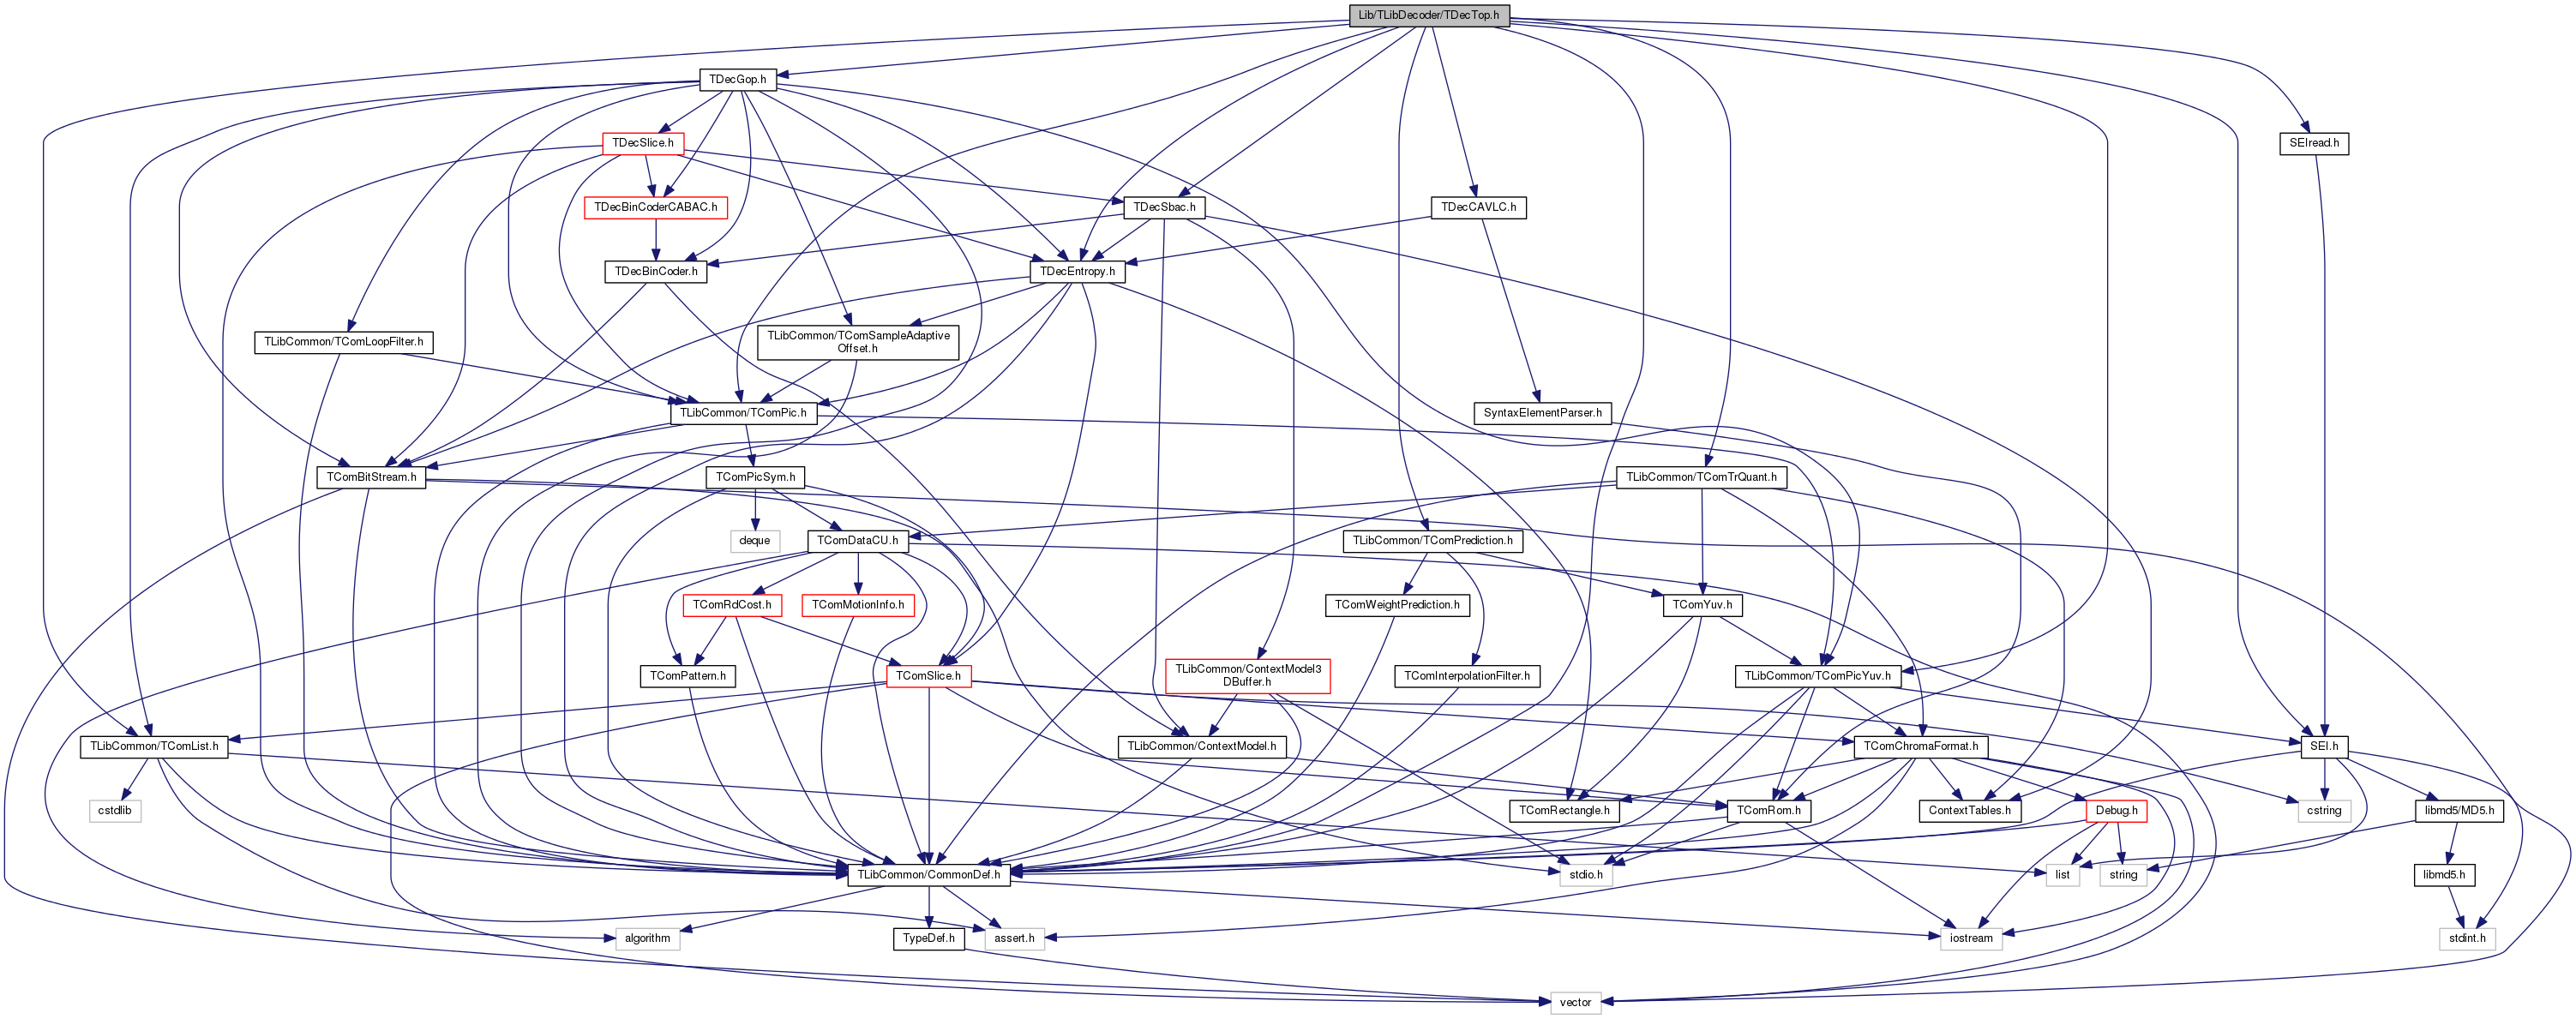 Lib/TLibDecoder/TDecTop.h
TDecGop.h
TDecSlice.h
SEIread.h
TDecBinCoderCABAC.h
TDecSbac.h
TDecCAVLC.h
TDecBinCoder.h
TDecEntropy.h
TLibCommon/TComLoopFilter.h
TLibCommon/TComSampleAdaptive
Offset.h
TLibCommon/TComPic.h
SyntaxElementParser.h
TComBitStream.h
TComPicSym.h
TLibCommon/TComTrQuant.h
deque
TComDataCU.h
TLibCommon/TComPrediction.h
TComRdCost.h
TComMotionInfo.h
TComWeightPrediction.h
TComYuv.h
TComPattern.h
TComSlice.h
TLibCommon/ContextModel3
DBuffer.h
TComInterpolationFilter.h
TLibCommon/TComPicYuv.h
TLibCommon/TComList.h
TLibCommon/ContextModel.h
TComChromaFormat.h
SEI.h
cstdlib
TComRectangle.h
TComRom.h
ContextTables.h
Debug.h
cstring
libmd5/MD5.h
TLibCommon/CommonDef.h
stdio.h
list
string
libmd5.h
algorithm
TypeDef.h
assert.h
iostream
stdint.h
vector